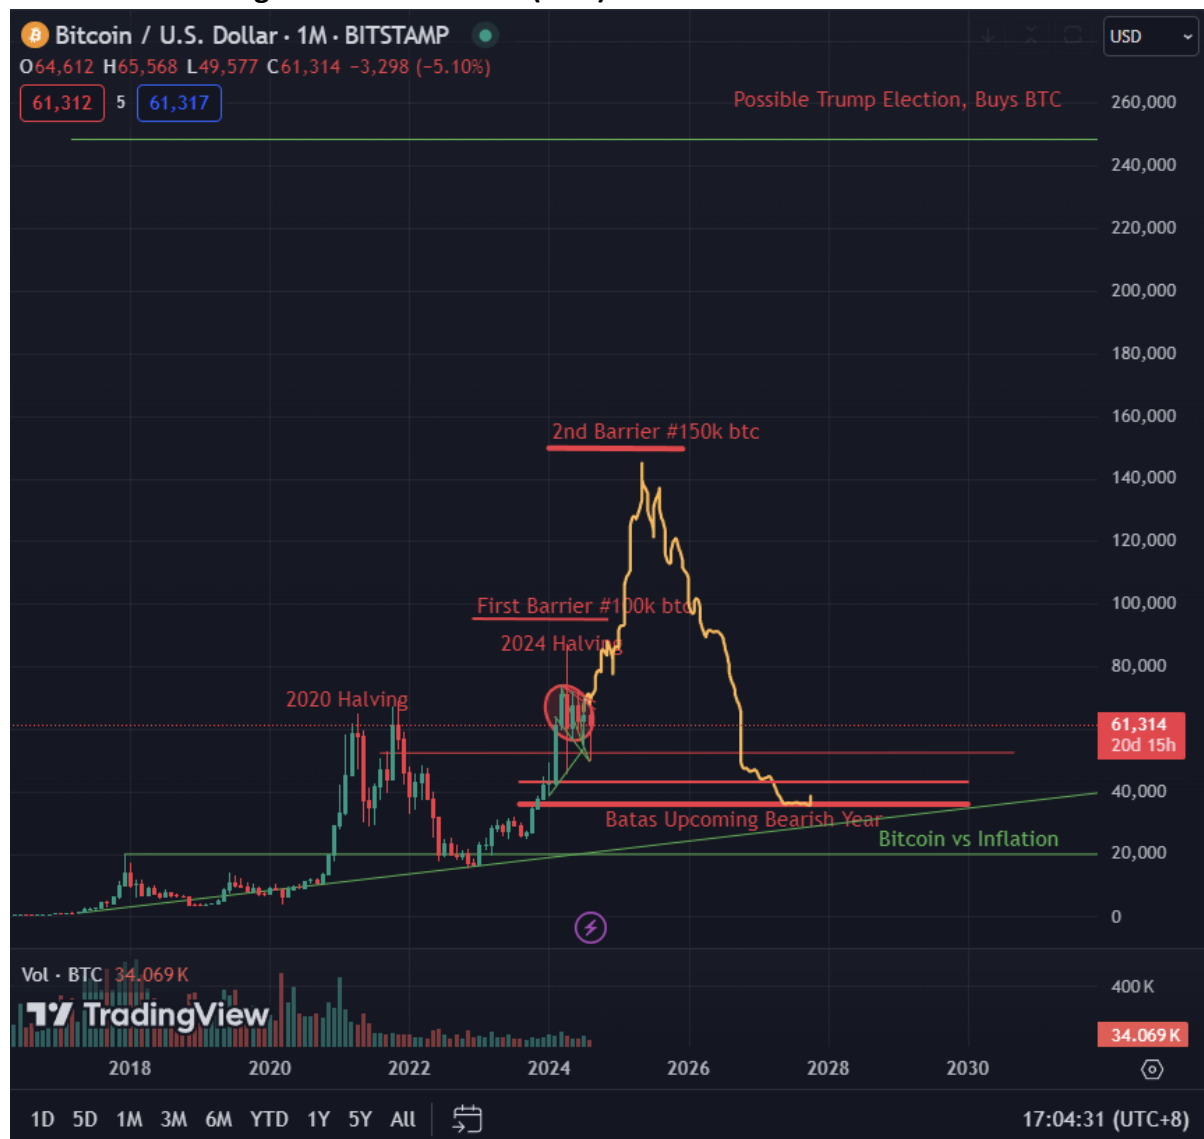 Bitcoin / U.S. Dollar · 1M · BITSTAMP
USD
O64,612 H65,568 L49,577 C61,314 −3,298 (−5.10%)
61,312 5 61,317
Possible Trump Election, Buys BTC
260,000
240,000
220,000
200,000
180,000
160,000
2nd Barrier #150k btc
140,000
120,000
First Barrier #100k btc
100,000
2024 Halving
80,000
2020 Halving
61,314
20d 15h
40,000
Batas Upcoming Bearish Year
Bitcoin vs Inflation
20,000
0
Vol · BTC 34.069K
400K
TradingView
34.069K
2018 2020 2022 2024 2026 2028 2030
1D 5D 1M 3M 6M YTD 1Y 5Y All 17:04:31 (UTC+8)